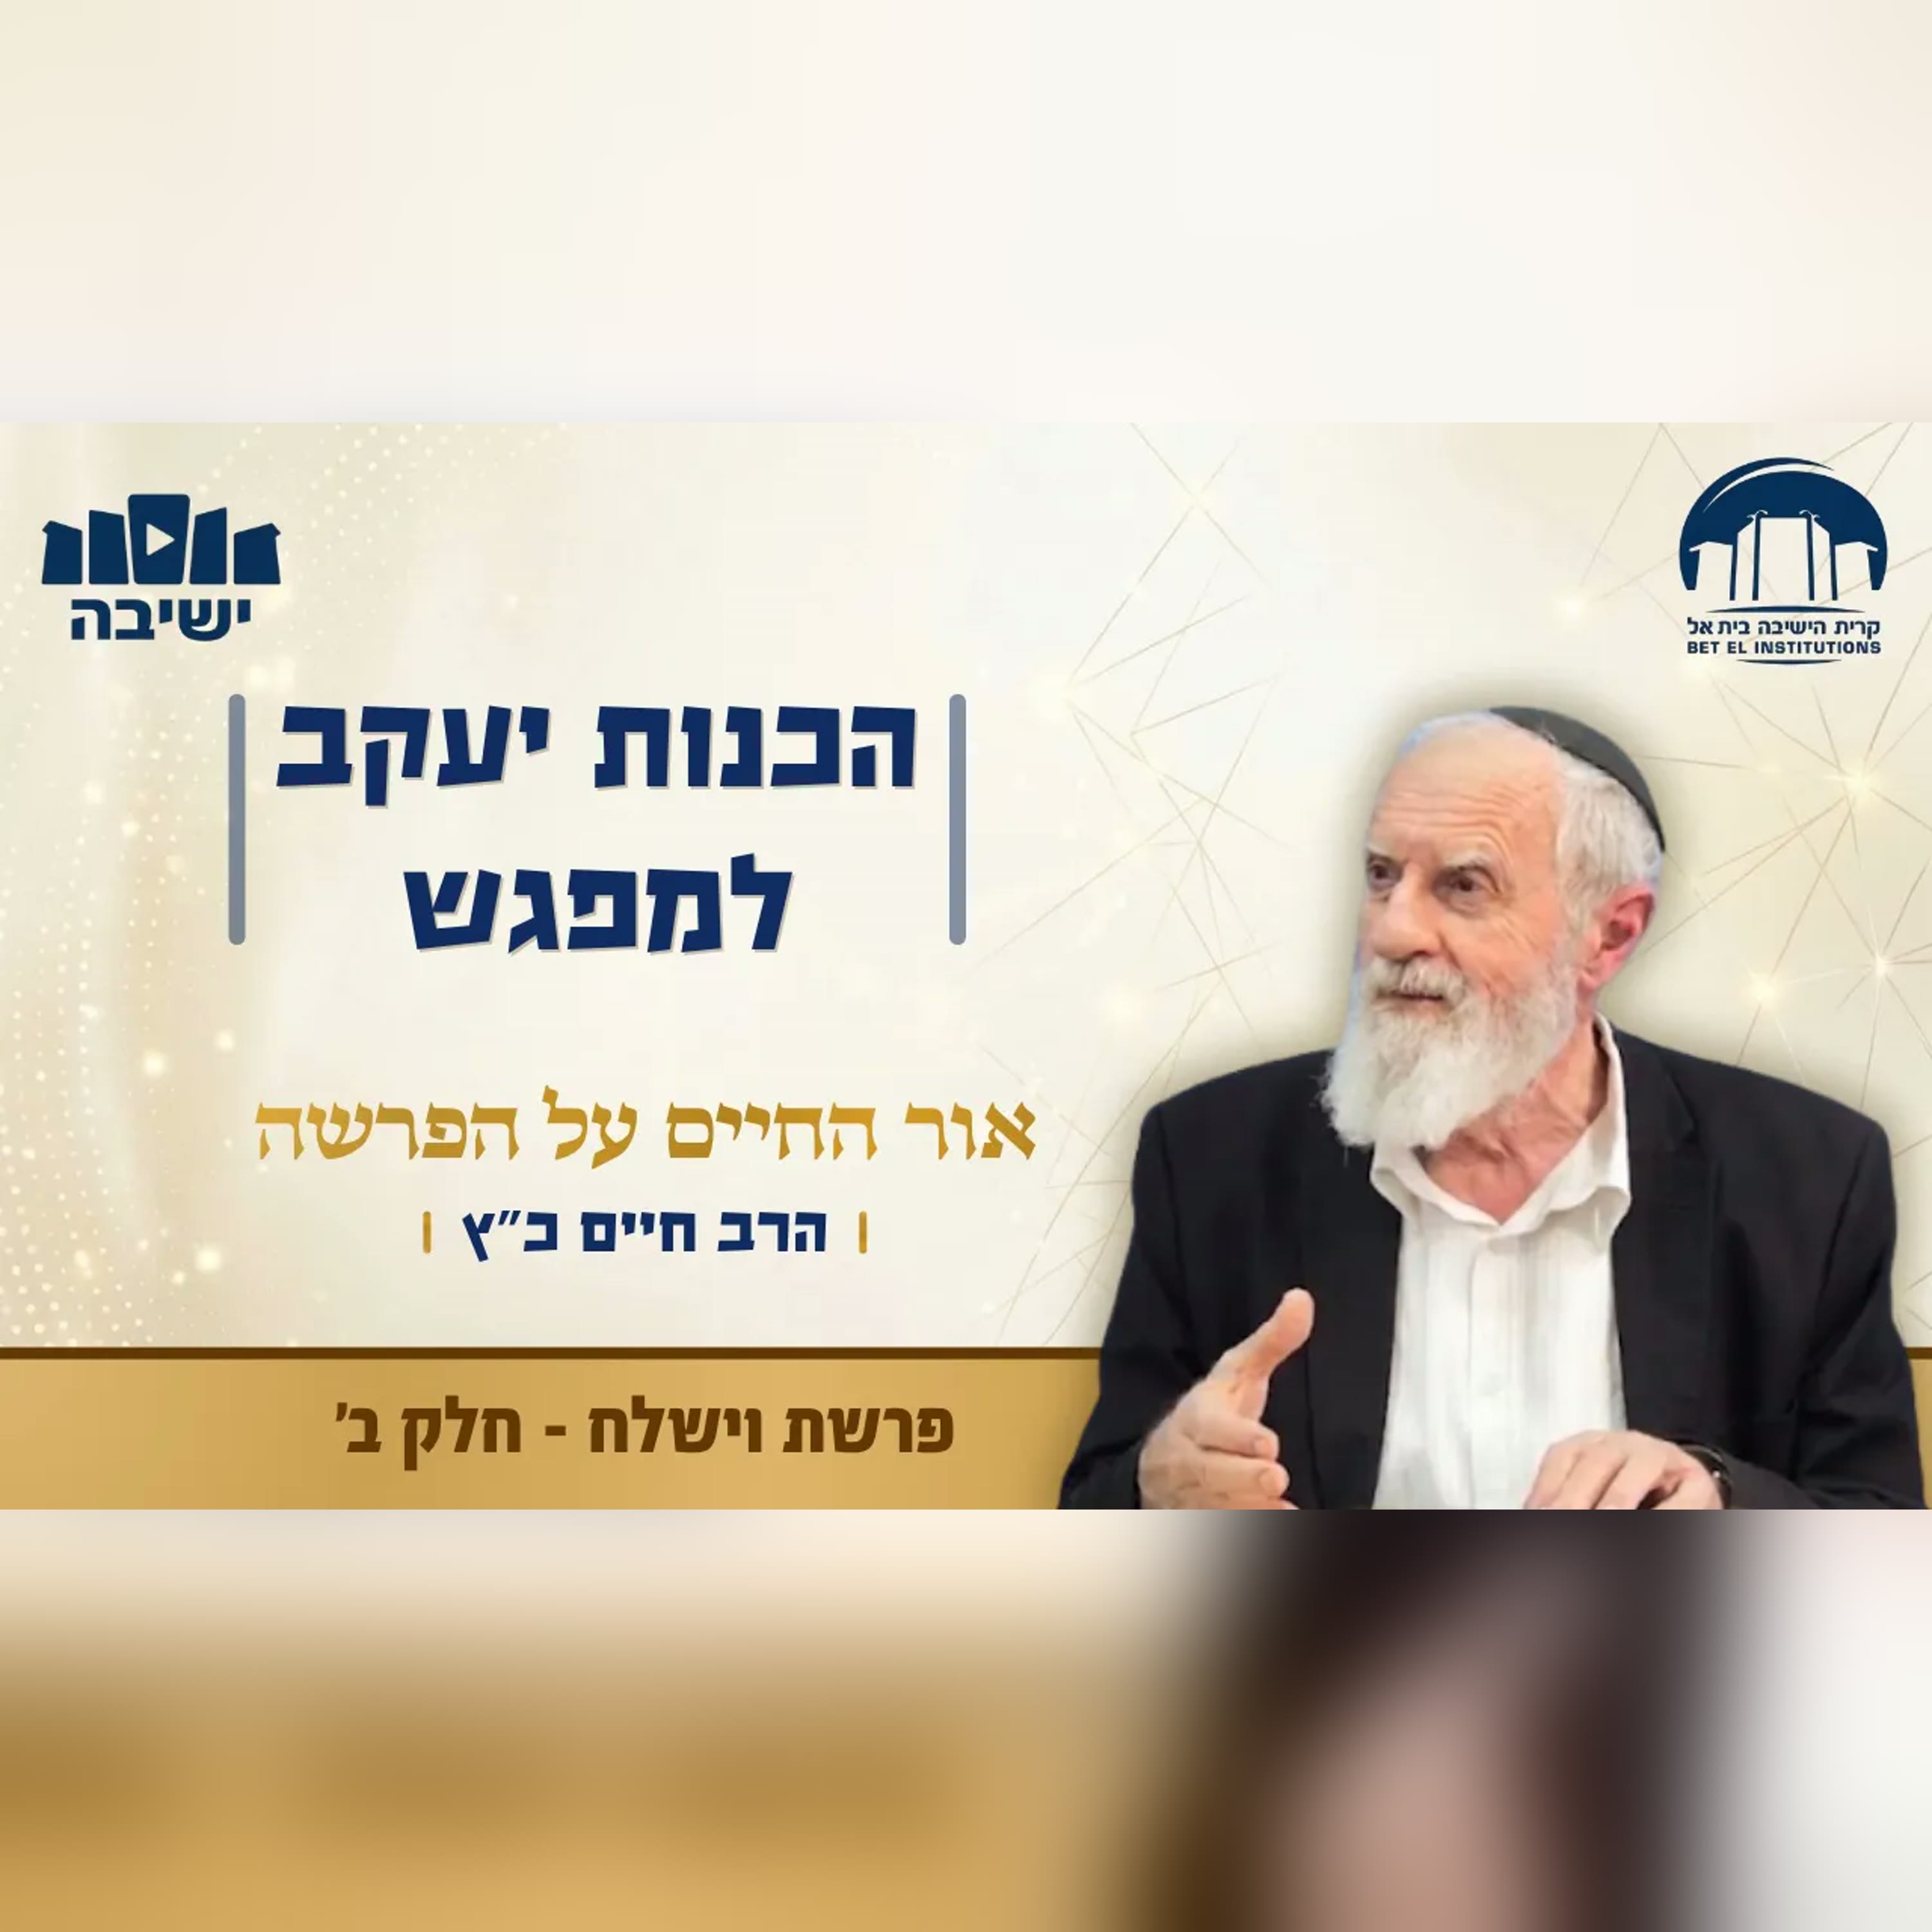 ישיבה
קרית הישיבה בית אל
BET EL INSTITUTIONS
הכנות יעקב
למפגש
אור החיים על הפרשה
הרב חיים כ״ץ
פרשת וישלח - חלק ב׳